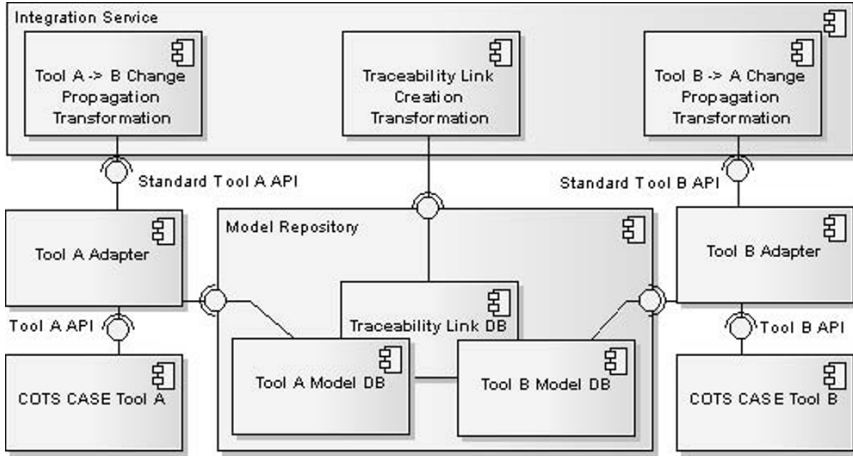 Integration Service
Tool A -> B Change
Propagation
Transformation
Traceability Link
Creation
Transformation
Tool B -> A Change
Propagation
Transformation
Standard Tool A API
Standard Tool B API
Tool A Adapter
Model Repository
Tool B Adapter
Tool A API
Traceability Link DB
Tool B API
COTS CASE Tool A
Tool A Model DB
Tool B Model DB
COTS CASE Tool B